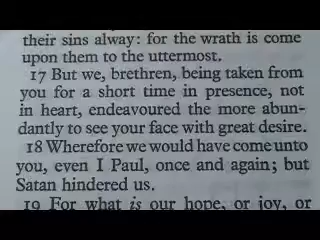 their sins alway: for the wrath is come
upon them to the uttermost.
17 But we, brethren, being taken from
you for a short time in presence, not
in heart, endeavoured the more abun-
dantly to see your face with great desire.
18 Wherefore we would have come unto
you, even I Paul, once and again; but
Satan hindered us.
19 For what is our hope, or joy, or